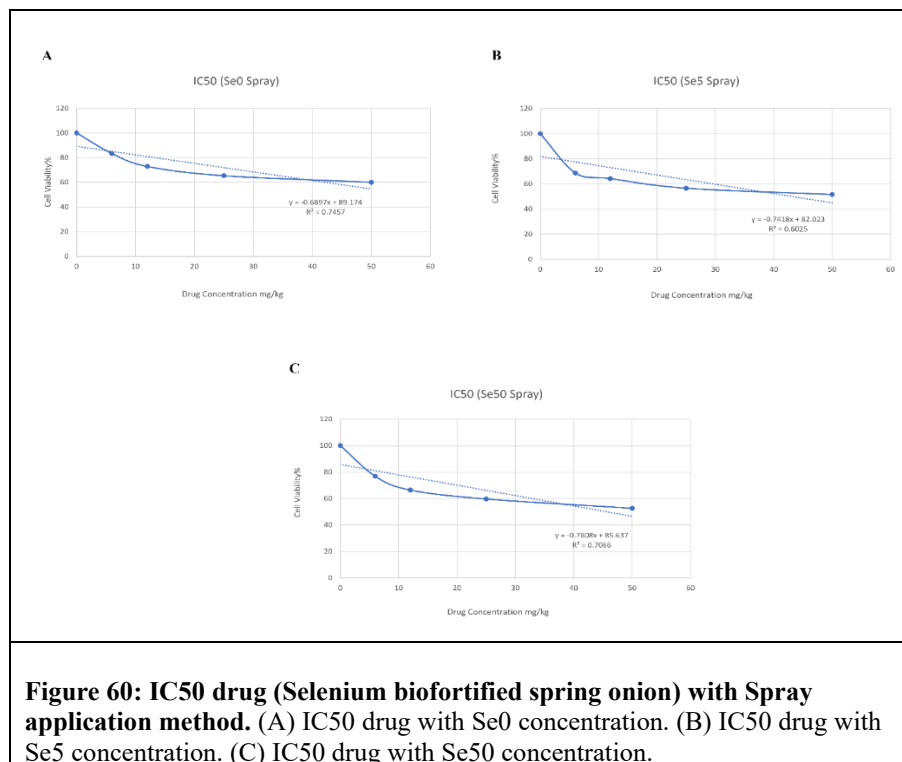 A
IC50 (Se0 Spray)
120
100
80
60
40
20
0
0 10 20 30 40 50 60
Cell Viability%
y = -0.6897x + 89.174
R² = 0.7457
Drug Concentration mg/kg
B
IC50 (Se5 Spray)
120
100
80
60
40
20
0
0 10 20 30 40 50 60
Cell Viability%
y = -0.7418x + 82.023
R² = 0.6025
Drug Concentration mg/kg
C
IC50 (Se50 Spray)
120
100
80
60
40
20
0
0 10 20 30 40 50 60
Cell Viability%
y = -0.7808x + 85.637
R² = 0.7066
Drug Concentration mg/kg
Figure 60: IC50 drug (Selenium biofortified spring onion) with Spray
application method. (A) IC50 drug with Se0 concentration. (B) IC50 drug with
Se5 concentration. (C) IC50 drug with Se50 concentration.